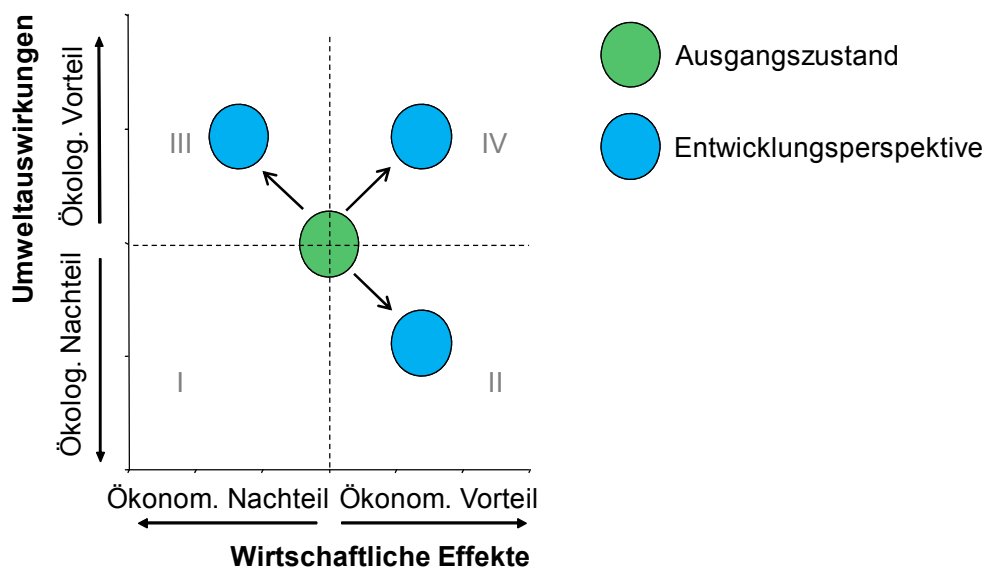 Umweltauswirkungen
Ökolog. Vorteil
Ökolog. Nachteil
III
IV
I
II
Ökonom. Nachteil
Ökonom. Vorteil
Wirtschaftliche Effekte
Ausgangszustand
Entwicklungsperspektive